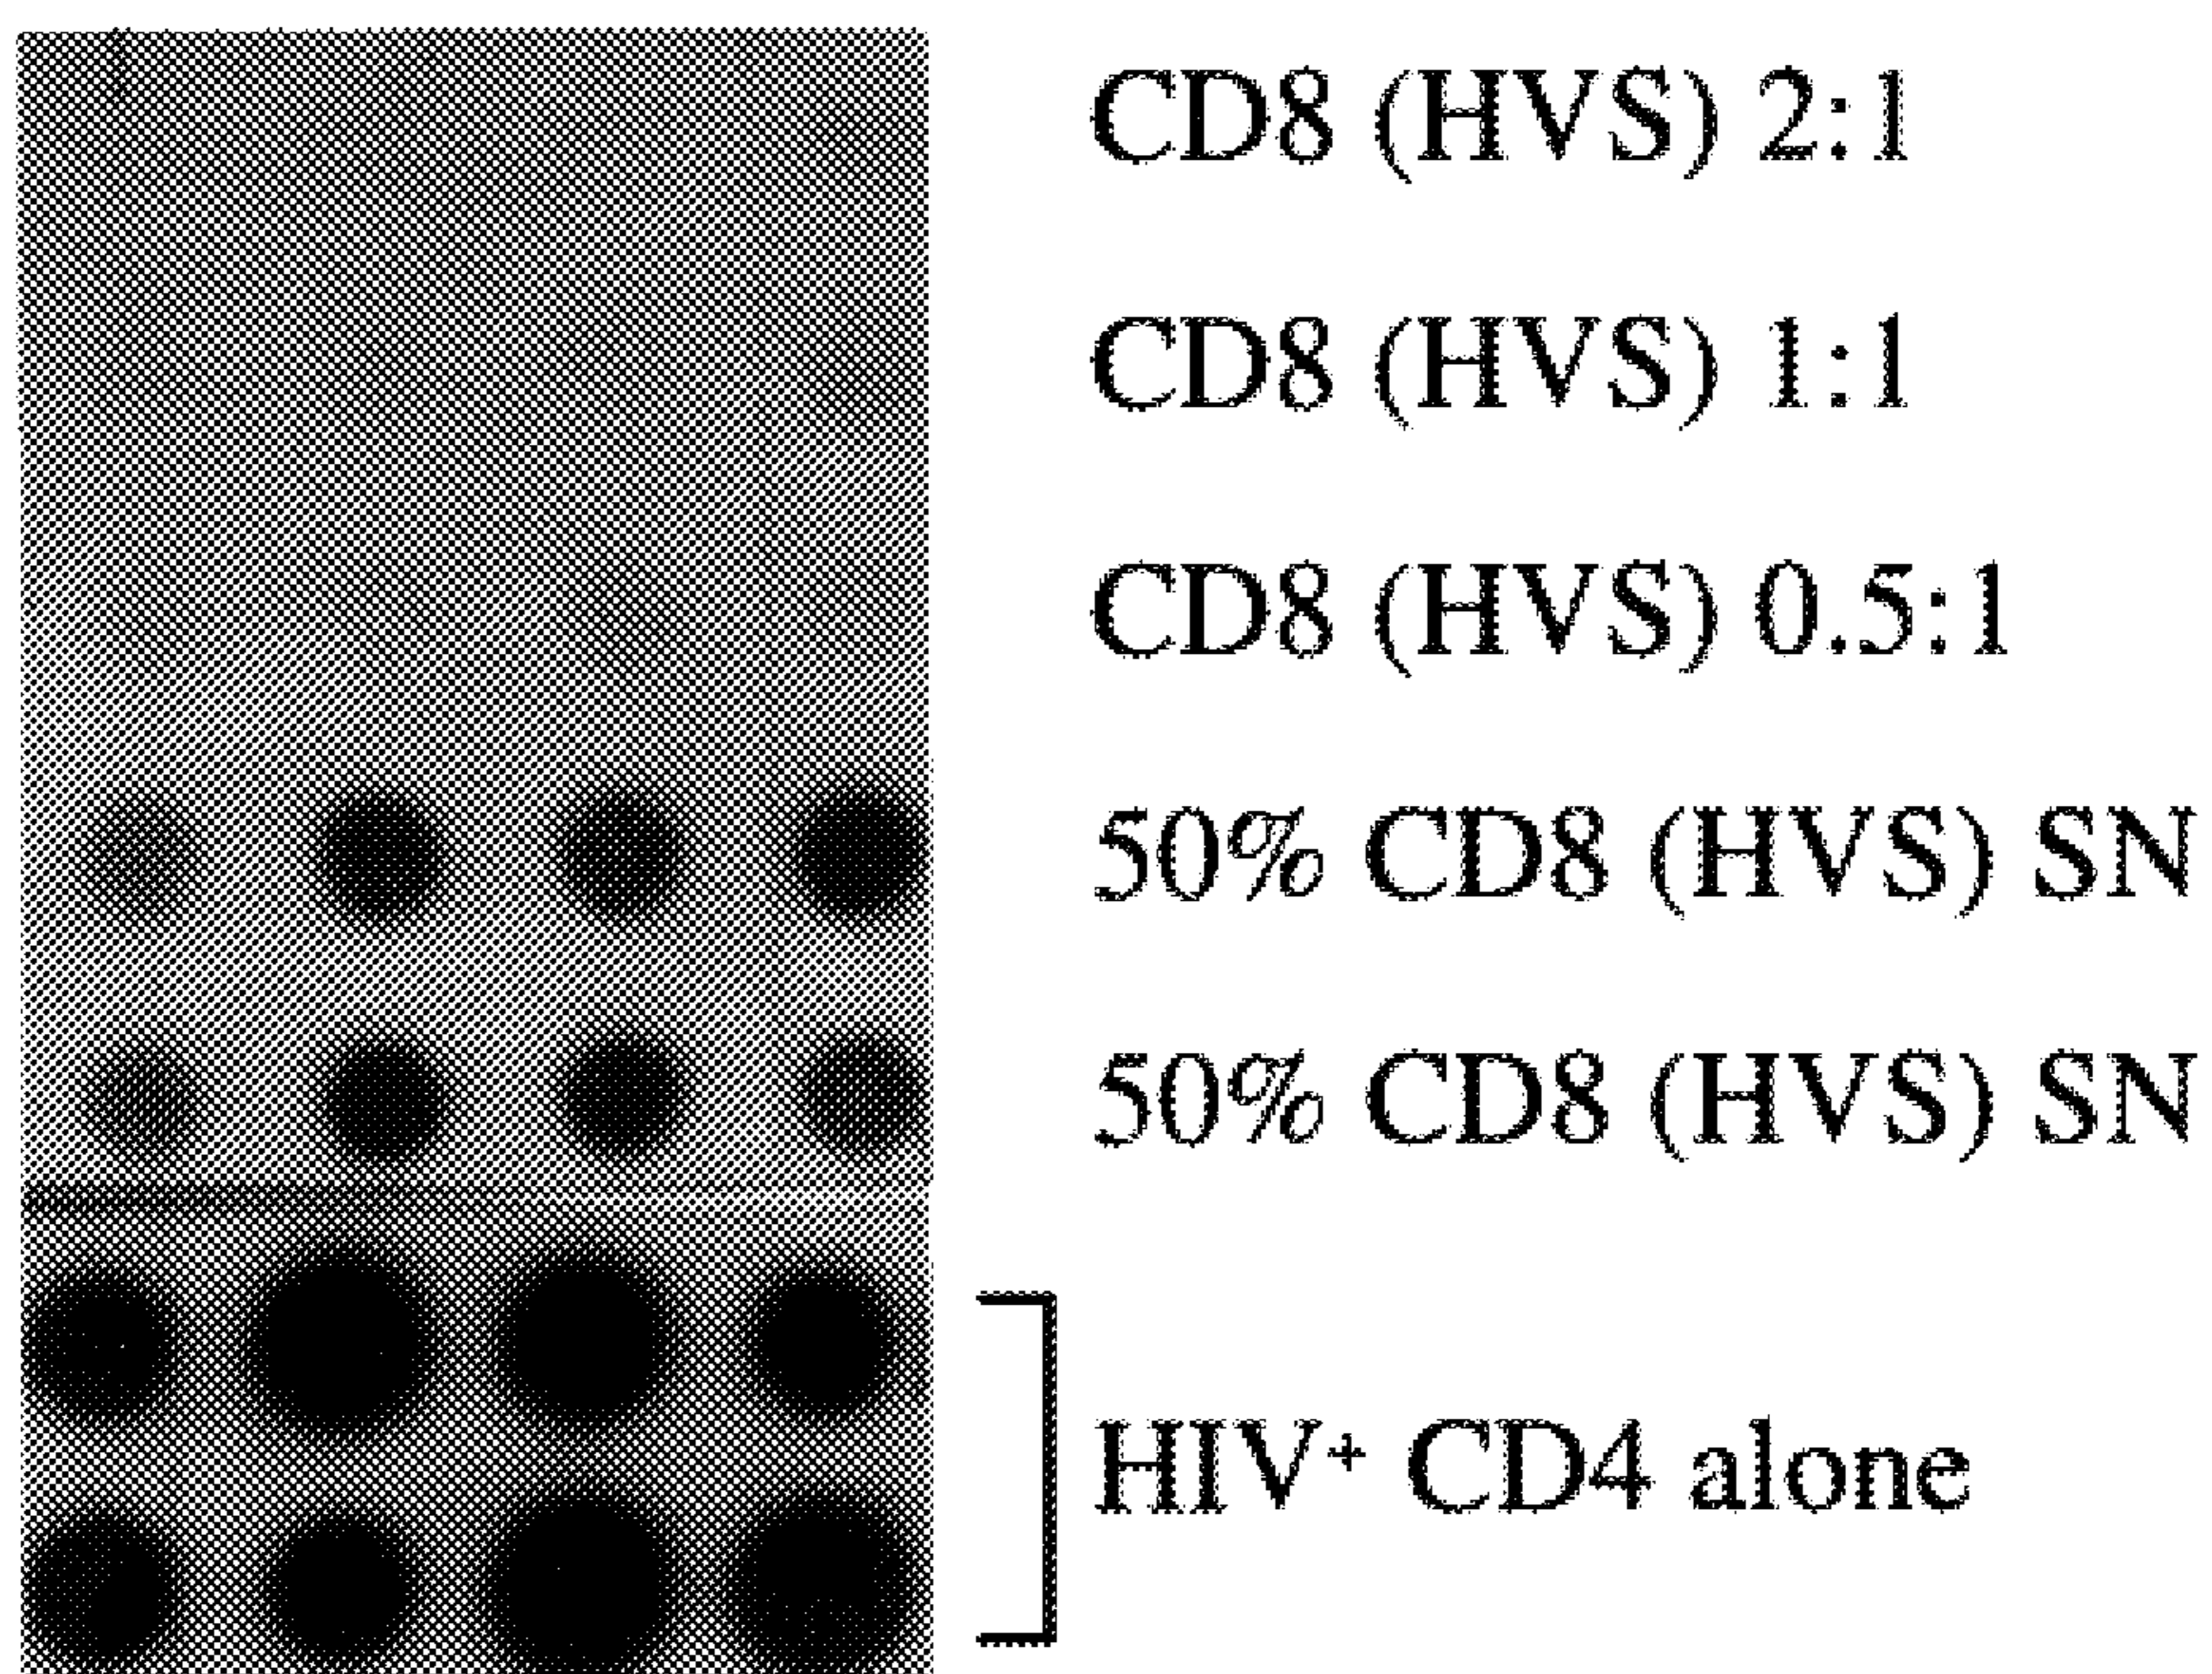 CD8 (HVS) 2:1
CD8 (HVS) 1:1
CD8 (HVS) 0.5:1
50% CD8 (HVS) SN
50% CD8 (HVS) SN
HIV⁺ CD4 alone